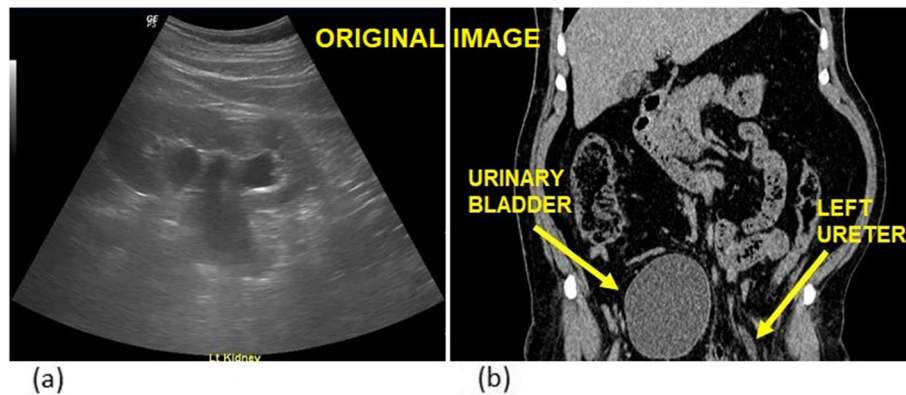 GE
ORIGINAL IMAGE
URINARY
BLADDER
LEFT
URETER
Lt Kidney
(a)
(b)